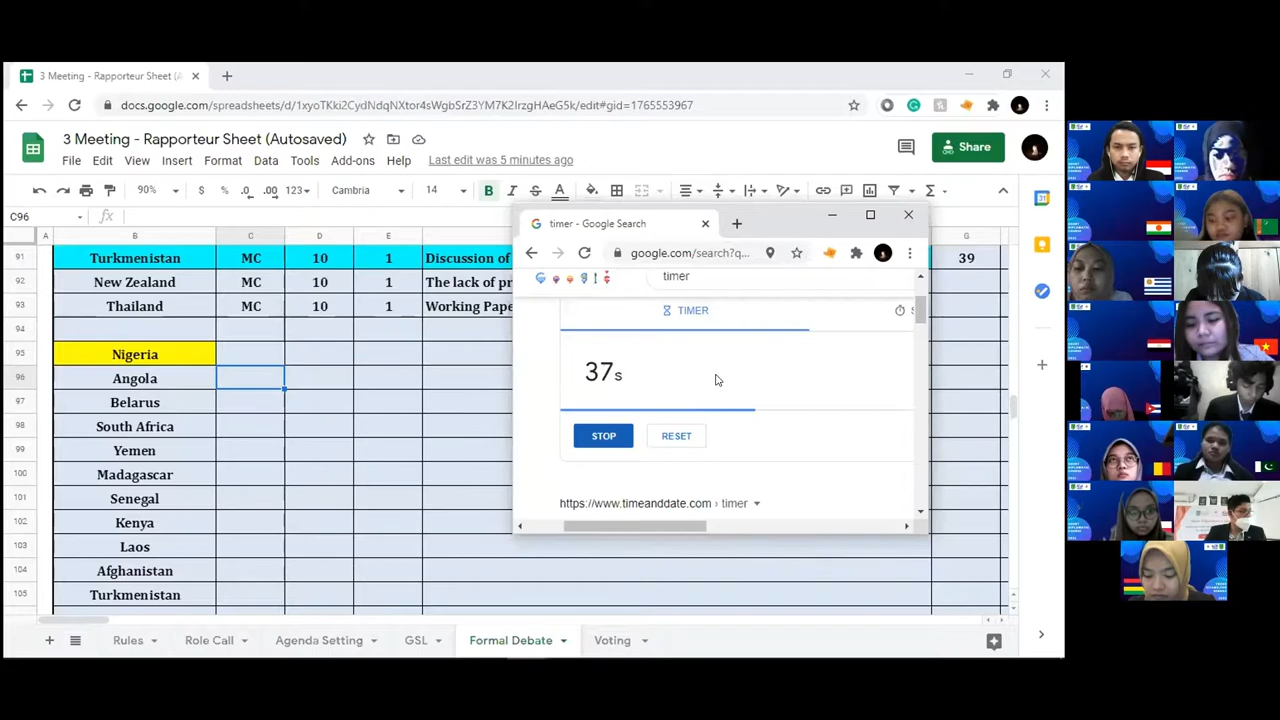 3 Meeting - Rapporteur Sheet (A
docs.google.com/spreadsheets/d/1xyoTKki2CydNdqNXtor4sWgbSrZ3YM7K2IrzgHAeG5k/edit#gid=1765553967
3 Meeting - Rapporteur Sheet (Autosaved)
Share
File Edit View Insert Format Data Tools Add-ons Help Last edit was 5 minutes ago
90% $ % .0 .00 123 Cambria 14 B I S A
C96 fx
A B C D E G
91 Turkmenistan MC 10 1 Discussion of 39
92 New Zealand MC 10 1 The lack of pr
93 Thailand MC 10 1 Working Pape
94
95 Nigeria
96 Angola
97 Belarus
98 South Africa
99 Yemen
100 Madagascar
101 Senegal
102 Kenya
103 Laos
104 Afghanistan
105 Turkmenistan
Rules Role Call Agenda Setting GSL Formal Debate Voting
timer - Google Search
google.com/search?q...
timer
TIMER S
37s
STOP RESET
https://www.timeanddate.com › timer